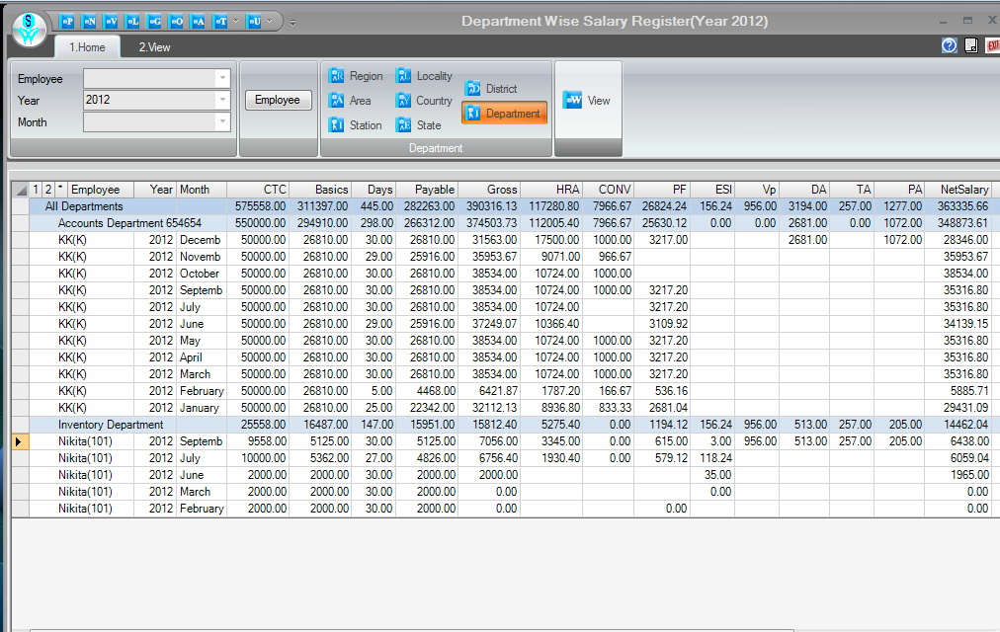 S
eP eN eV eL eG eO eA eT eU
Department Wise Salary Register(Year 2012)
1.Home 2.View
EXIT
Employee
Year 2012
Month
Employee
Region Locality District
Area Country Department
Station State
Department
View
1 2 * Employee Year Month CTC Basics Days Payable Gross HRA CONV PF ESI Vp DA TA PA NetSalary
All Departments 575558.00 311397.00 445.00 282263.00 390316.13 117280.80 7966.67 26824.24 156.24 956.00 3194.00 257.00 1277.00 363335.66
Accounts Department 654654 550000.00 294910.00 298.00 266312.00 374503.73 112005.40 7966.67 25630.12 0.00 0.00 2681.00 0.00 1072.00 348873.61
KK(K) 2012 Decemb 50000.00 26810.00 30.00 26810.00 31563.00 17500.00 1000.00 3217.00 2681.00 1072.00 28346.00
KK(K) 2012 Novemb 50000.00 26810.00 29.00 25916.00 35953.67 9071.00 966.67 35953.67
KK(K) 2012 October 50000.00 26810.00 30.00 26810.00 38534.00 10724.00 1000.00 38534.00
KK(K) 2012 Septemb 50000.00 26810.00 30.00 26810.00 38534.00 10724.00 1000.00 3217.20 35316.80
KK(K) 2012 July 50000.00 26810.00 30.00 26810.00 38534.00 10724.00 3217.20 35316.80
KK(K) 2012 June 50000.00 26810.00 29.00 25916.00 37249.07 10366.40 3109.92 34139.15
KK(K) 2012 May 50000.00 26810.00 30.00 26810.00 38534.00 10724.00 1000.00 3217.20 35316.80
KK(K) 2012 April 50000.00 26810.00 30.00 26810.00 38534.00 10724.00 1000.00 3217.20 35316.80
KK(K) 2012 March 50000.00 26810.00 30.00 26810.00 38534.00 10724.00 1000.00 3217.20 35316.80
KK(K) 2012 February 50000.00 26810.00 5.00 4468.00 6421.87 1787.20 166.67 536.16 5885.71
KK(K) 2012 January 50000.00 26810.00 25.00 22342.00 32112.13 8936.80 833.33 2681.04 29431.09
Inventory Department 25558.00 16487.00 147.00 15951.00 15812.40 5275.40 0.00 1194.12 156.24 956.00 513.00 257.00 205.00 14462.04
Nikita(101) 2012 Septemb 9558.00 5125.00 30.00 5125.00 7056.00 3345.00 0.00 615.00 3.00 956.00 513.00 257.00 205.00 6438.00
Nikita(101) 2012 July 10000.00 5362.00 27.00 4826.00 6756.40 1930.40 0.00 579.12 118.24 6059.04
Nikita(101) 2012 June 2000.00 2000.00 30.00 2000.00 2000.00 35.00 1965.00
Nikita(101) 2012 March 2000.00 2000.00 30.00 2000.00 0.00 0.00 0.00
Nikita(101) 2012 February 2000.00 2000.00 30.00 2000.00 0.00 0.00 0.00